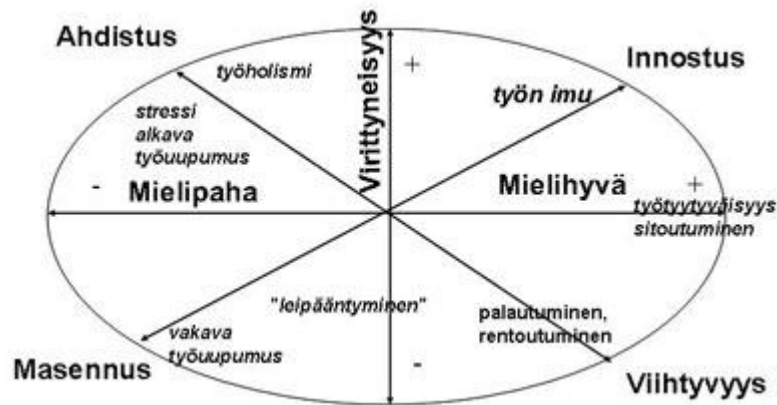 Ahdistus
Virittyneisyys
+
Innostus
työholismi
työn imu
stressi
alkava
työuupumus
-
Mielipaha
Mielihyvä
+
työtyytyväisyys
sitoutuminen
"leipääntyminen"
palautuminen,
rentoutuminen
vakava
työuupumus
-
Masennus
Viihtyvyys